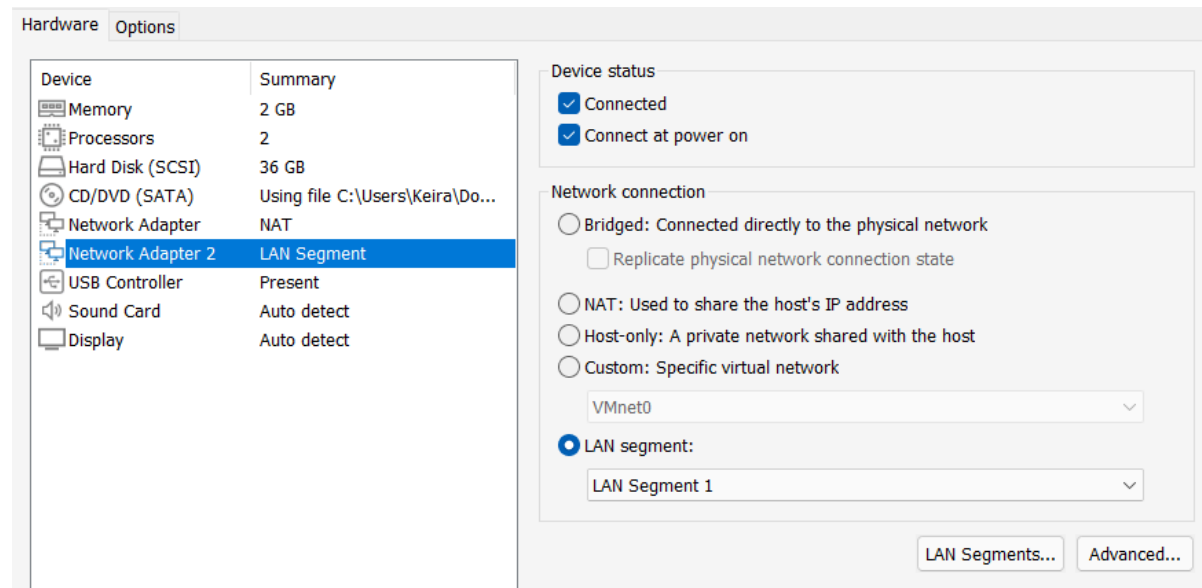 Hardware Options
Device Summary
Memory 2 GB
Processors 2
Hard Disk (SCSI) 36 GB
CD/DVD (SATA) Using file C:\Users\Keira\Do...
Network Adapter NAT
Network Adapter 2 LAN Segment
USB Controller Present
Sound Card Auto detect
Display Auto detect
Device status
Connected
Connect at power on
Network connection
Bridged: Connected directly to the physical network
Replicate physical network connection state
NAT: Used to share the host's IP address
Host-only: A private network shared with the host
Custom: Specific virtual network
VMnet0
LAN segment:
LAN Segment 1
LAN Segments... Advanced...